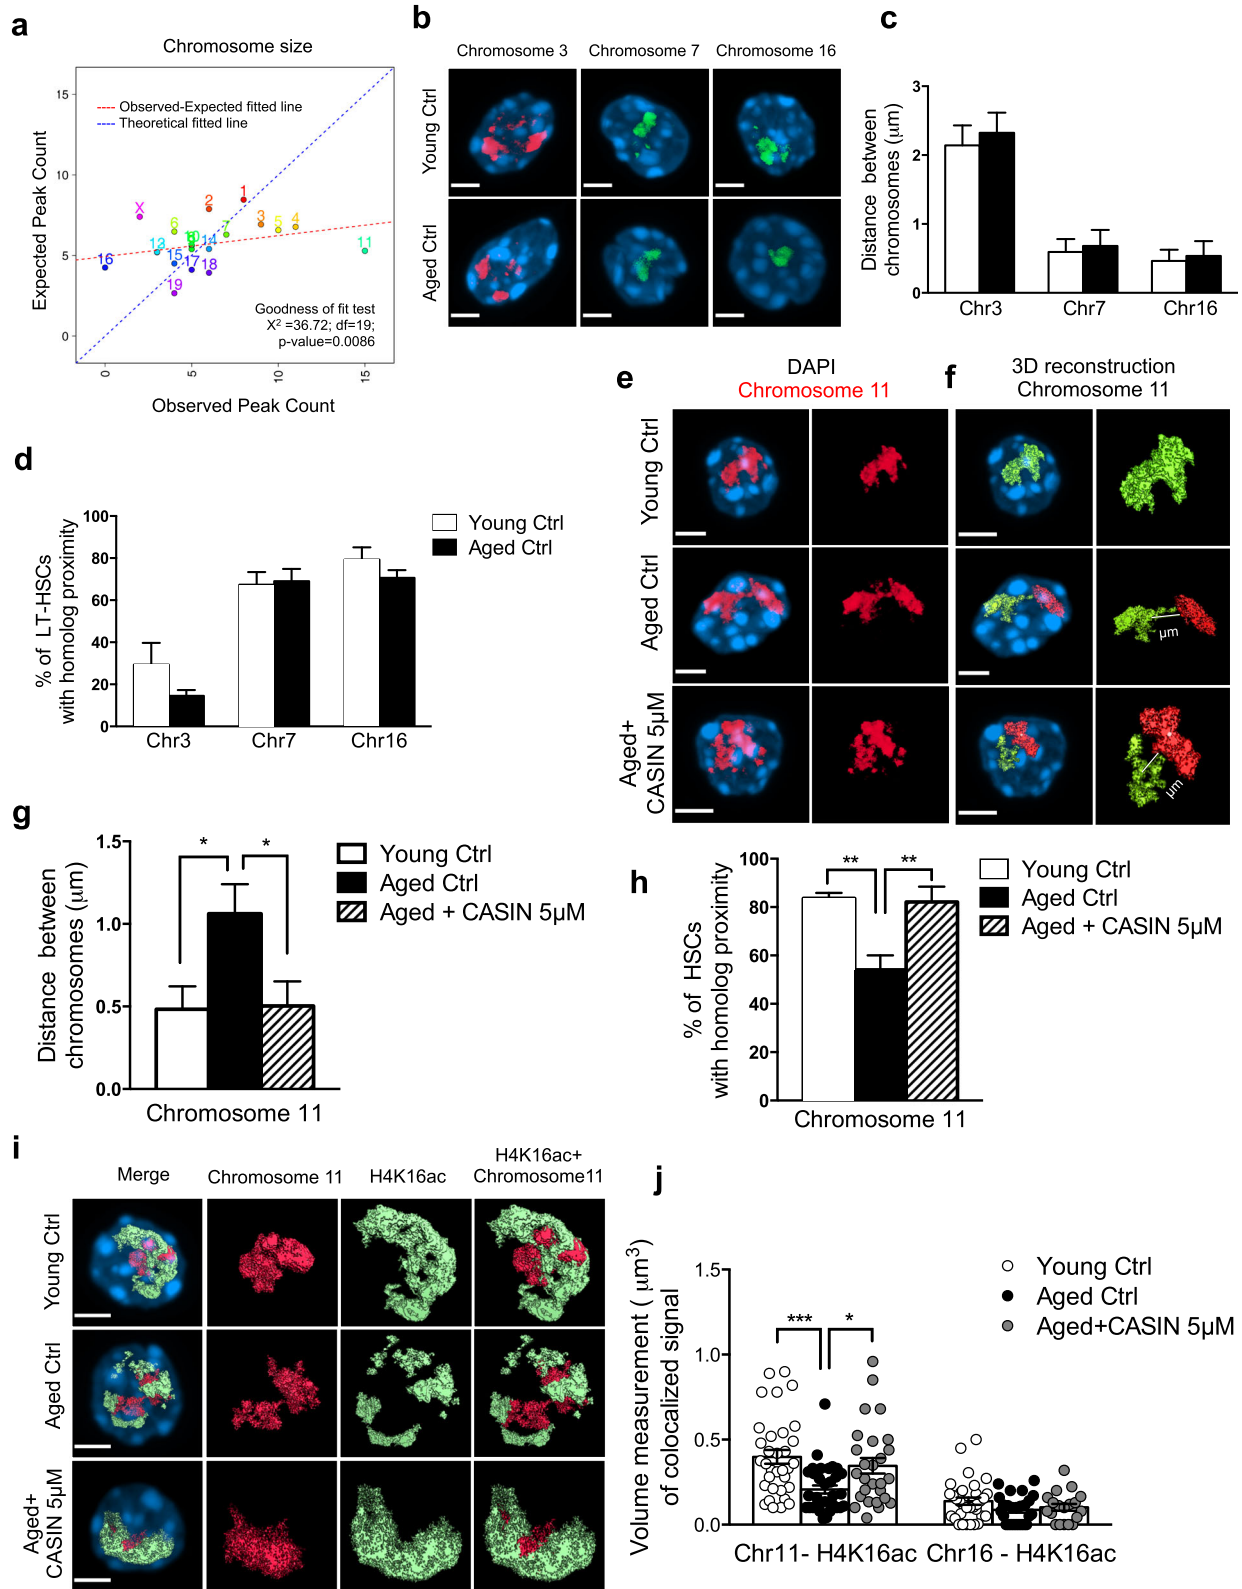 a
Chromosome size
Expected Peak Count
15
10
5
0
Observed-Expected fitted line
Theoretical fitted line
1
2
X
3
4
5
6
7
10
11
13
14
15
16
17
18
19
Goodness of fit test
X² =36.72; df=19;
p-value=0.0086
0
5
10
15
Observed Peak Count
b
Chromosome 3
Chromosome 7
Chromosome 16
Young Ctrl
Aged Ctrl
c
Distance between
chromosomes (μm)
3
2
1
0
Chr3
Chr7
Chr16
d
% of LT-HSCs
with homolog proximity
100
80
60
40
20
0
Chr3
Chr7
Chr16
Young Ctrl
Aged Ctrl
e
DAPI
Chromosome 11
Young Ctrl
Aged Ctrl
Aged+
CASIN 5μM
f
3D reconstruction
Chromosome 11
μm
μm
g
Distance between
chromosomes (μm)
1.5
1.0
0.5
0.0
*
*
Chromosome 11
Young Ctrl
Aged Ctrl
Aged + CASIN 5μM
h
% of HSCs
with homolog proximity
100
80
60
40
20
0
**
**
Chromosome 11
Young Ctrl
Aged Ctrl
Aged + CASIN 5μM
i
Merge
Chromosome 11
H4K16ac
H4K16ac+
Chromosome11
Young Ctrl
Aged Ctrl
Aged+
CASIN 5μM
j
Volume measurement ( μm³)
of colocalized signal
1.5
1.0
0.5
0.0
***
*
Young Ctrl
Aged Ctrl
Aged+CASIN 5μM
Chr11- H4K16ac
Chr16 - H4K16ac